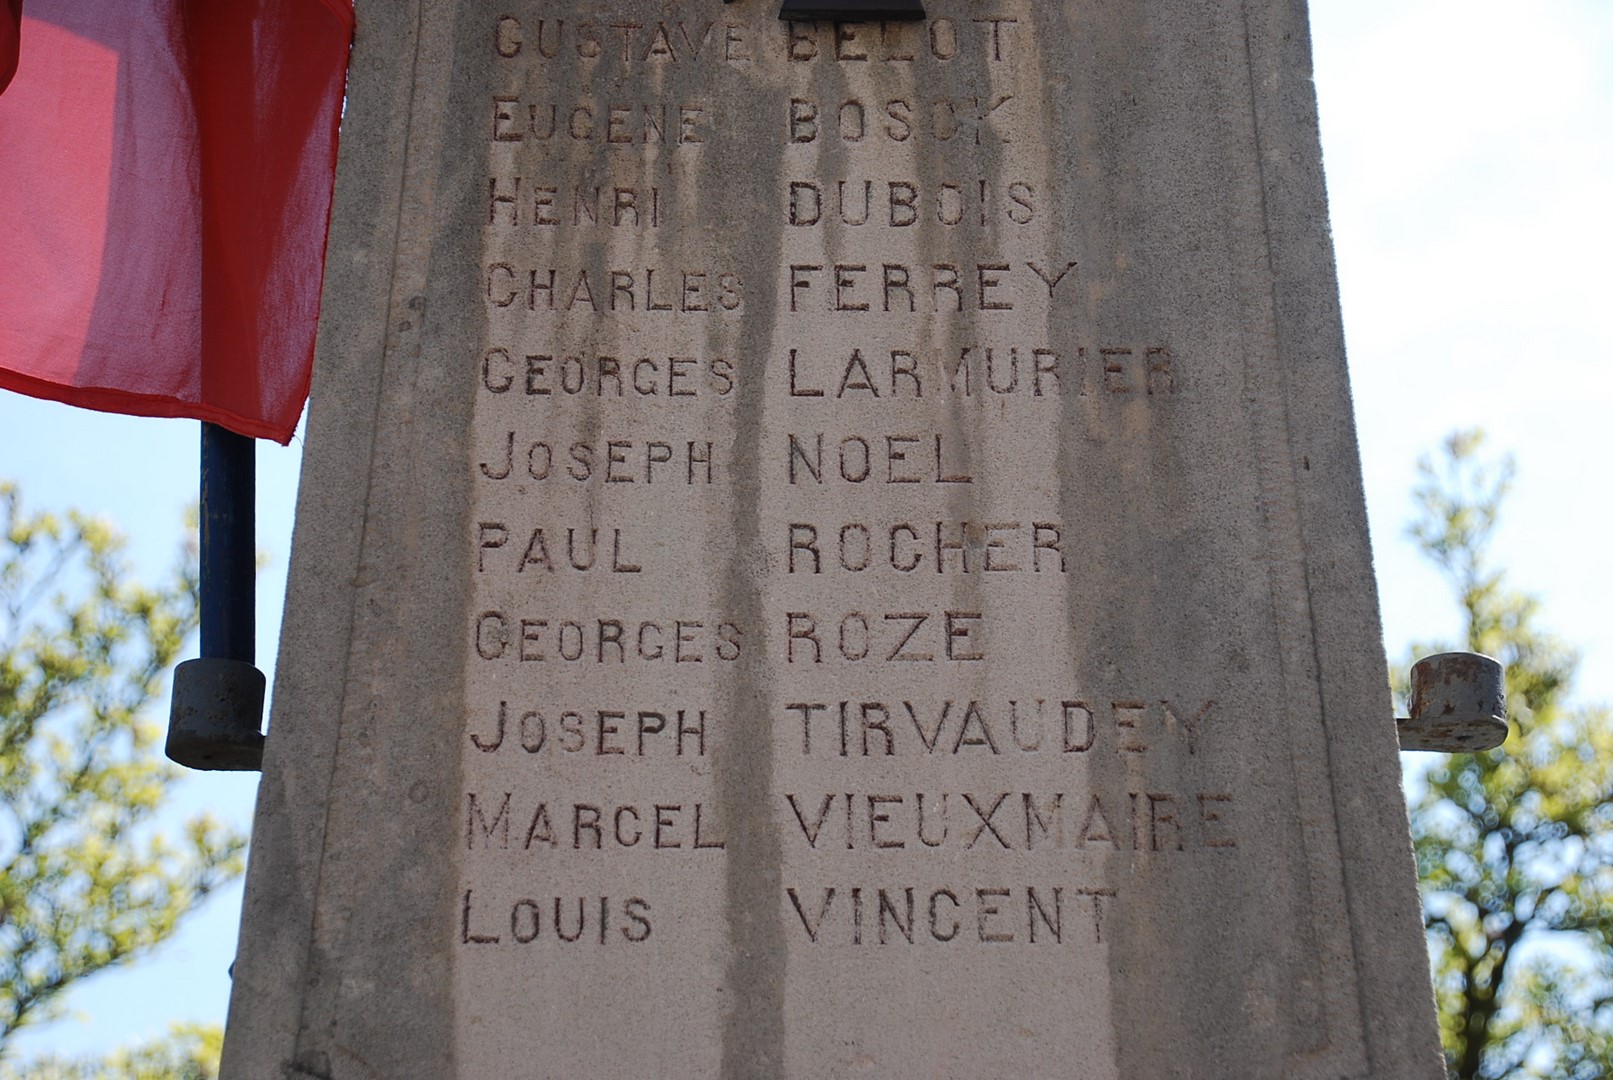 GUSTAVE BELOT
EUGENE BOSCK
HENRI DUBOIS
CHARLES FERREY
GEORGES LARMURIER
JOSEPH NOEL
PAUL ROCHER
GEORGES ROZE
JOSEPH TIRVAUDEY
MARCEL VIEUXMAIRE
LOUIS VINCENT